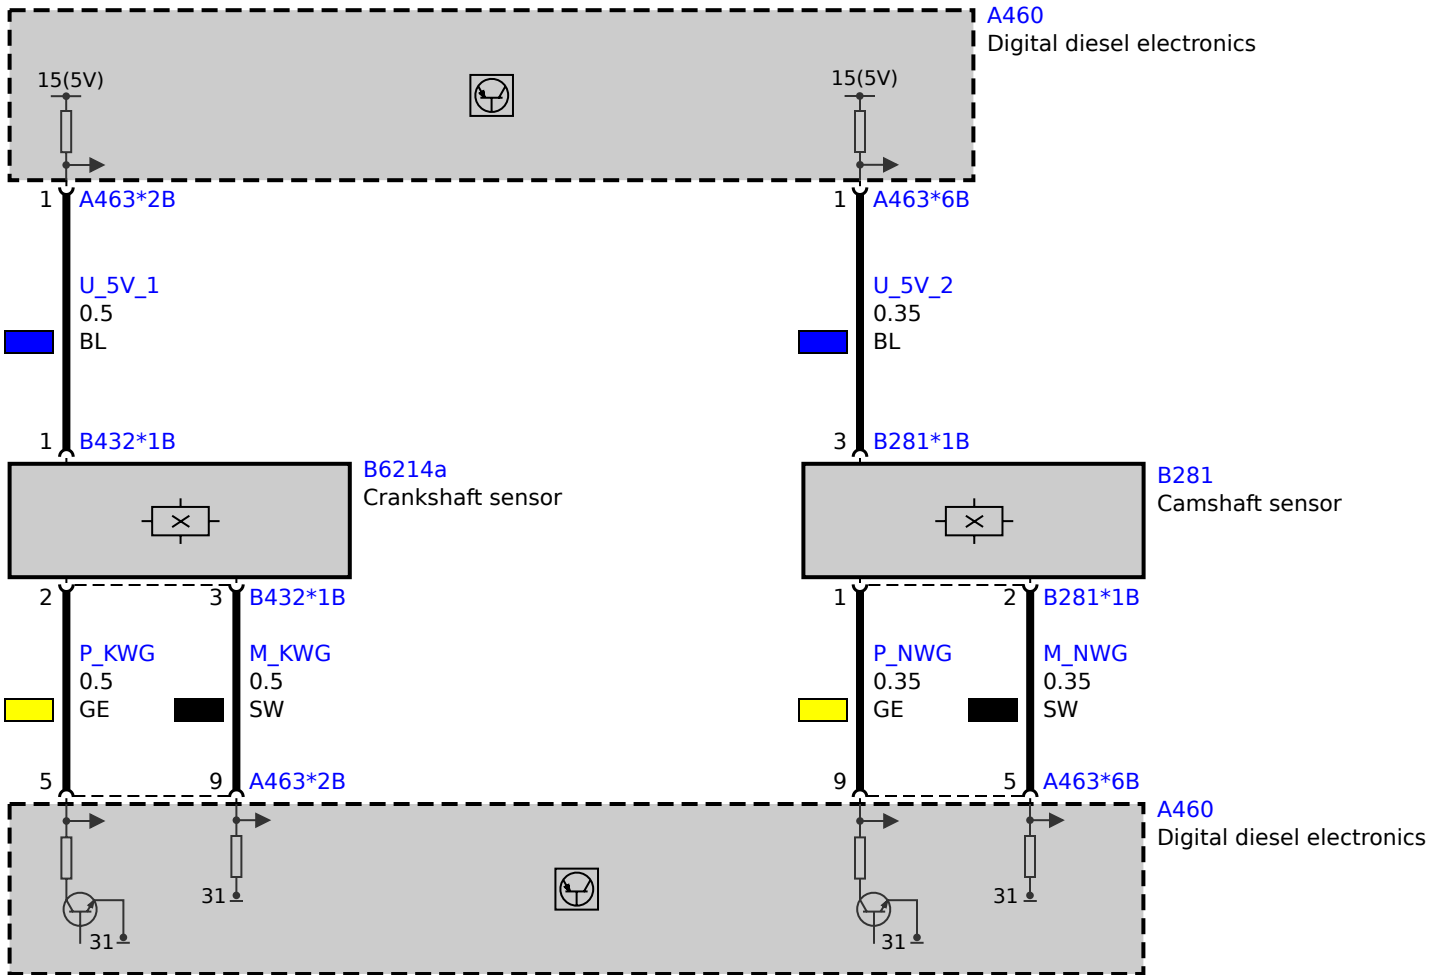 A460
Digital diesel electronics
15(5V)
15(5V)
1 A463*2B
1 A463*6B
U_5V_1
0.5
BL
U_5V_2
0.35
BL
1 B432*1B
3 B281*1B
B6214a
Crankshaft sensor
B281
Camshaft sensor
2
3 B432*1B
1
2 B281*1B
P_KWG
0.5
GE
M_KWG
0.5
SW
P_NWG
0.35
GE
M_NWG
0.35
SW
5
9 A463*2B
9
5 A463*6B
A460
Digital diesel electronics
31
31
31
31